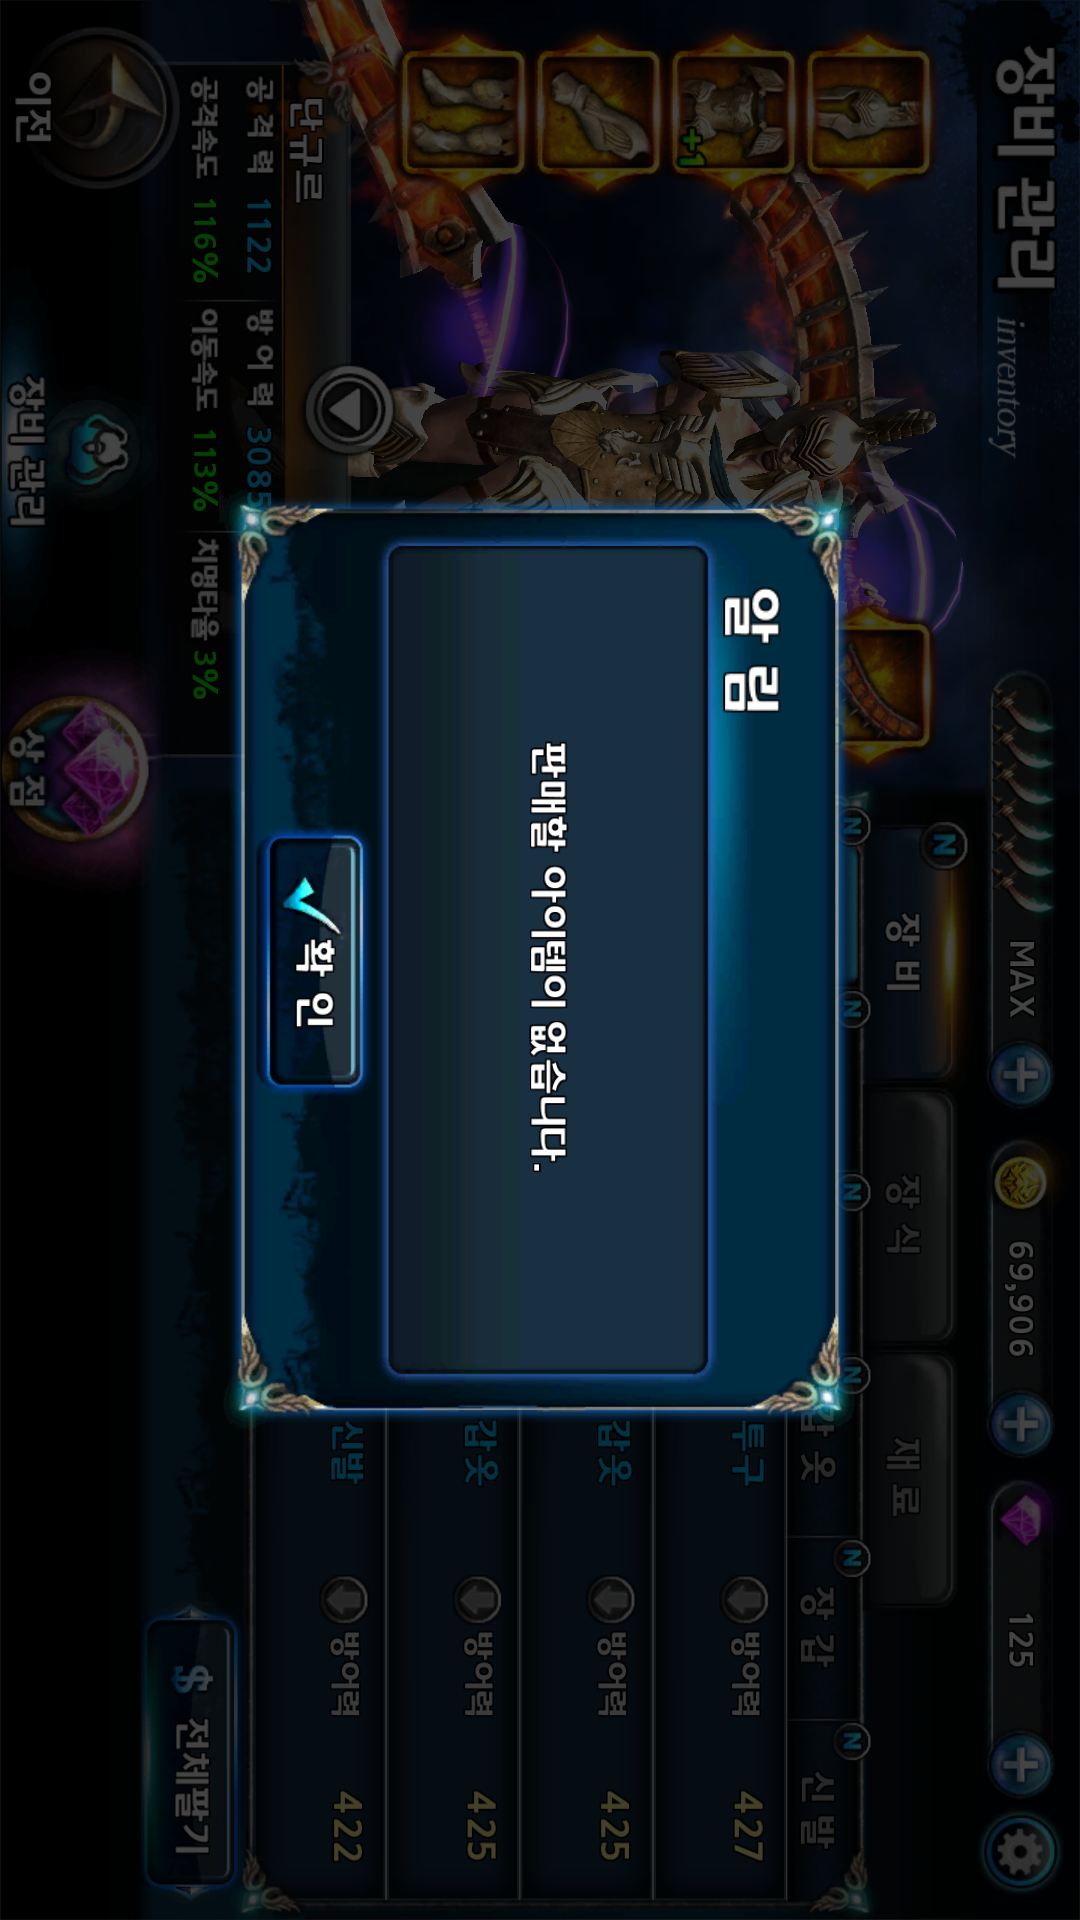 장비 관리 inventory
MAX
69,906
125
+1
N
장 비
장 식
재 료
N
N
N
N
N
N
갑 옷
장 갑
신 발
알 림
판매할 아이템이 없습니다.
확 인
투구
방어력
427
갑옷
방어력
425
갑옷
방어력
425
신발
방어력
422
단규르
공 격 력 1122 방 어 력 3085
공격속도 116% 이동속도 113% 치명타율 3%
$ 전체팔기
이전
장비 관리
상 점